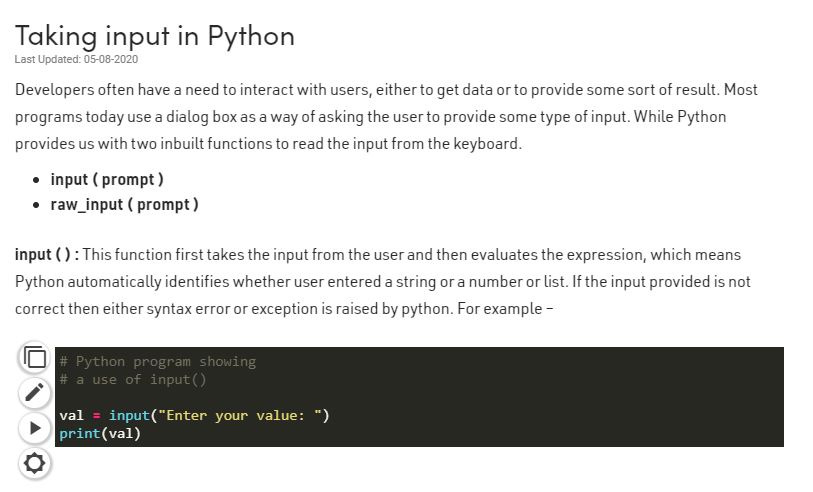 Taking input in Python
Last Updated: 05-08-2020
Developers often have a need to interact with users, either to get data or to provide some sort of result. Most
programs today use a dialog box as a way of asking the user to provide some type of input. While Python
provides us with two inbuilt functions to read the input from the keyboard.
• input ( prompt )
• raw_input ( prompt )
input ( ) : This function first takes the input from the user and then evaluates the expression, which means
Python automatically identifies whether user entered a string or a number or list. If the input provided is not
correct then either syntax error or exception is raised by python. For example –
# Python program showing
# a use of input()
val = input("Enter your value: ")
print(val)